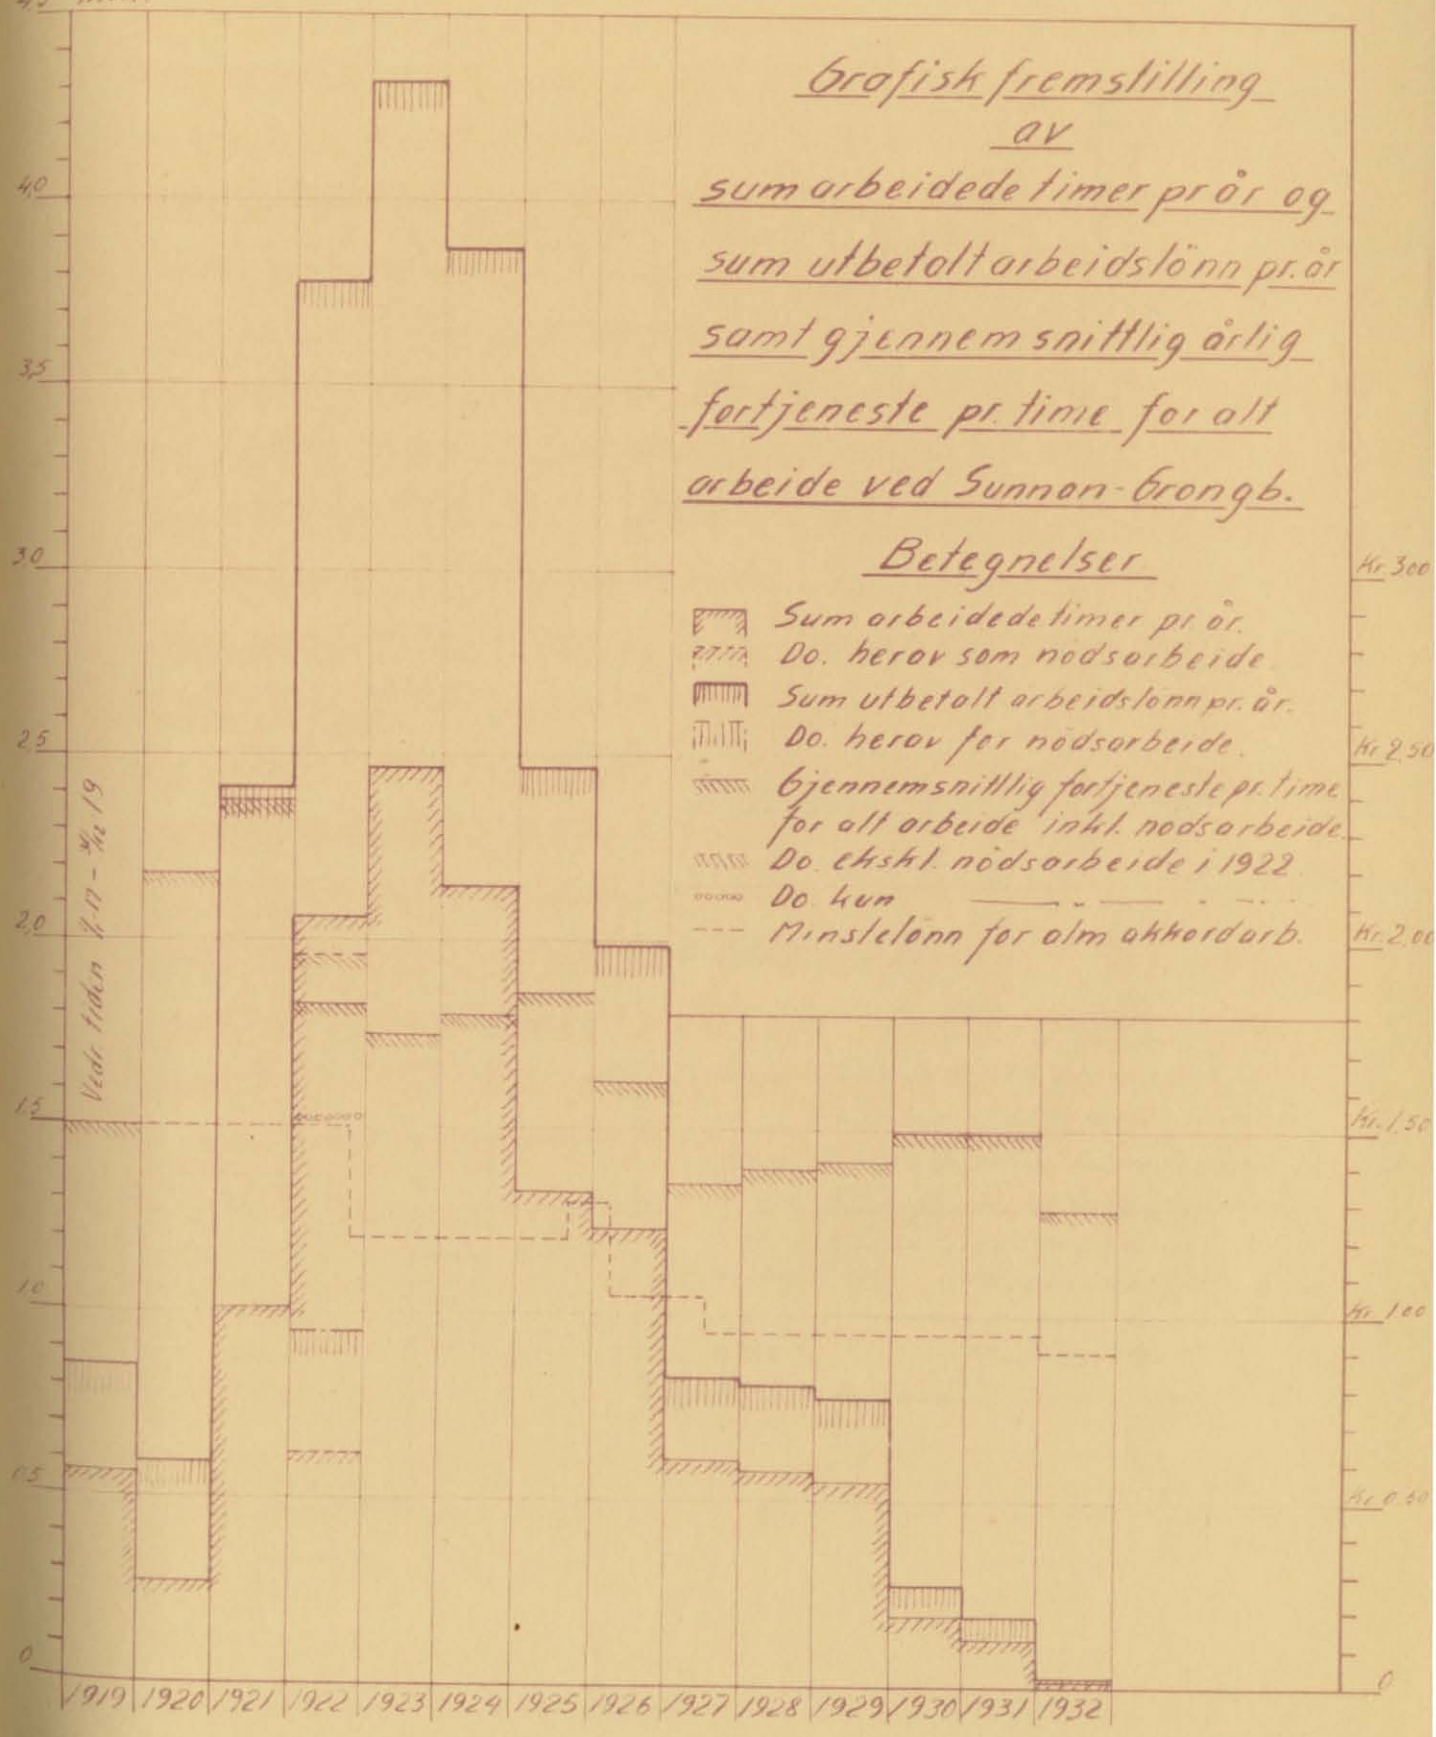 4,5
Grafisk fremstilling
av
sum arbeidede timer pr år og
sum utbetalt arbeidslönn pr. år
samt gjennemsnittlig årlig
fortjeneste pr. time for alt
arbeide ved Sunnan-Grongb.
Betegnelser
Sum arbeidede timer pr. år.
Do. herav som nödsarbeide
Sum utbetalt arbeidslönn pr. år.
Do. herav for nödsarbeide.
Gjennemsnittlig fortjeneste pr. time
for alt arbeide inkl. nödsarbeide
Do. ekskl. nödsarbeide i 1922
Do. kun — „ — „ —
Minstelönn for alm akkordarb.
4,0
3,5
3,0
2,5
2,0
1,5
1,0
0,5
0
Vedr. tiden
Kr. 3,00
Kr. 2,50
Kr. 2,00
Kr. 1,50
Kr. 1,00
Kr. 0,50
0
1919 1920 1921 1922 1923 1924 1925 1926 1927 1928 1929 1930 1931 1932